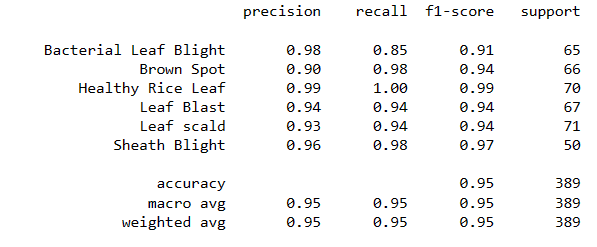 precision recall f1-score support
Bacterial Leaf Blight 0.98 0.85 0.91 65
Brown Spot 0.90 0.98 0.94 66
Healthy Rice Leaf 0.99 1.00 0.99 70
Leaf Blast 0.94 0.94 0.94 67
Leaf scald 0.93 0.94 0.94 71
Sheath Blight 0.96 0.98 0.97 50
accuracy 0.95 389
macro avg 0.95 0.95 0.95 389
weighted avg 0.95 0.95 0.95 389